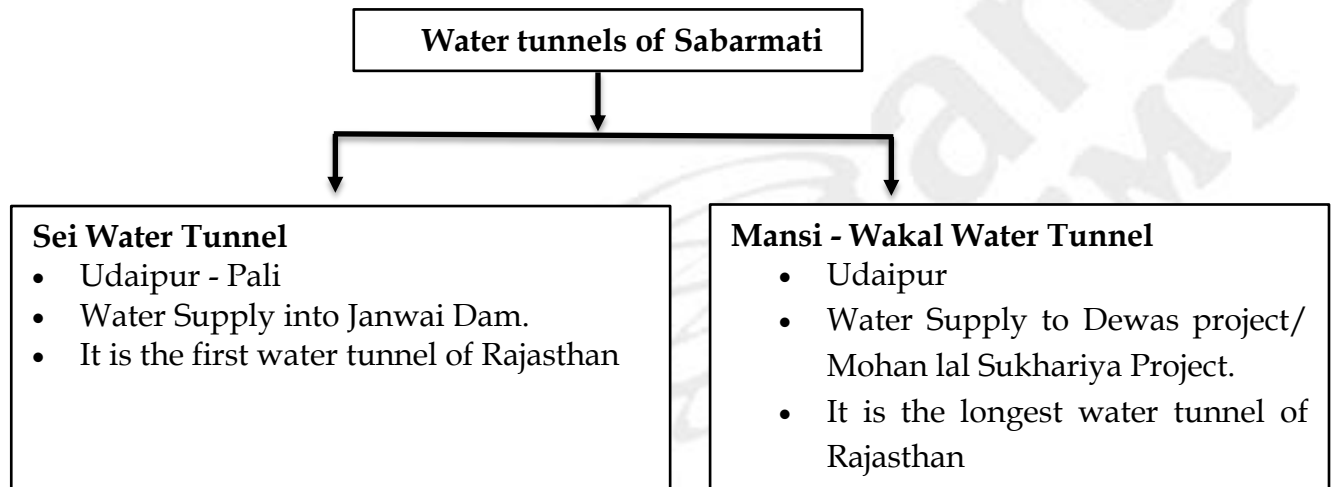 Water tunnels of Sabarmati
Sei Water Tunnel
• Udaipur - Pali
• Water Supply into Janwai Dam.
• It is the first water tunnel of Rajasthan
Mansi - Wakal Water Tunnel
• Udaipur
• Water Supply to Dewas project/
Mohan lal Sukhariya Project.
• It is the longest water tunnel of
Rajasthan